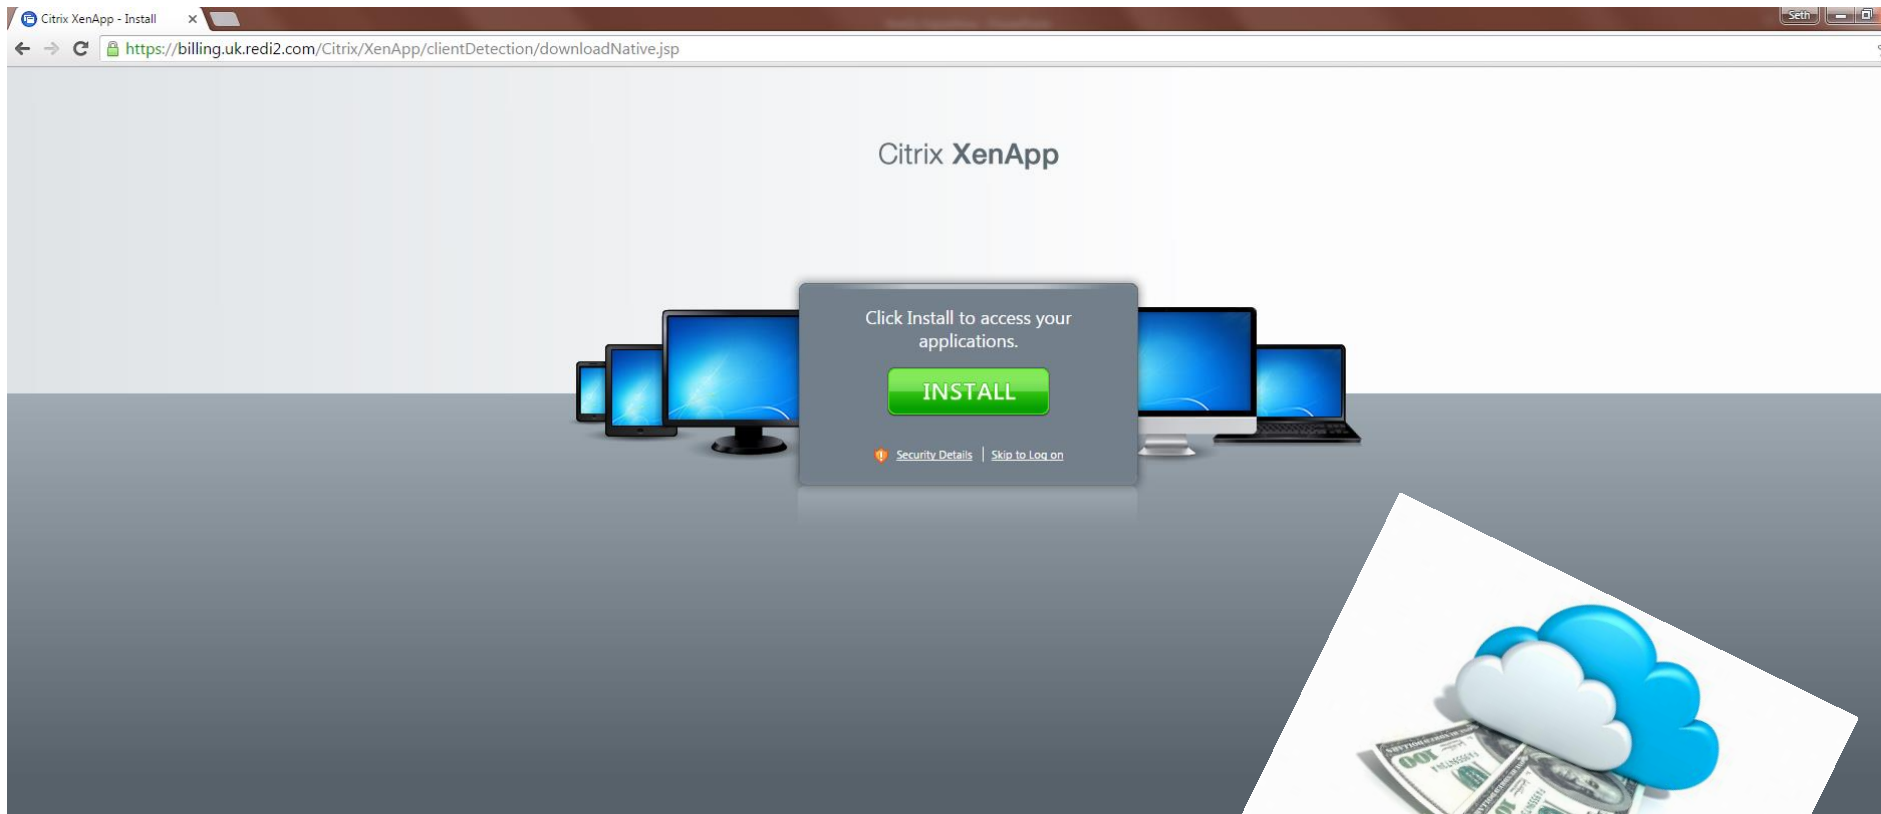 Citrix XenApp - Install
Seth
https://billing.uk.redi2.com/Citrix/XenApp/clientDetection/downloadNative.jsp
Citrix XenApp
Click Install to access your
applications.
INSTALL
Security Details | Skip to Log on
100